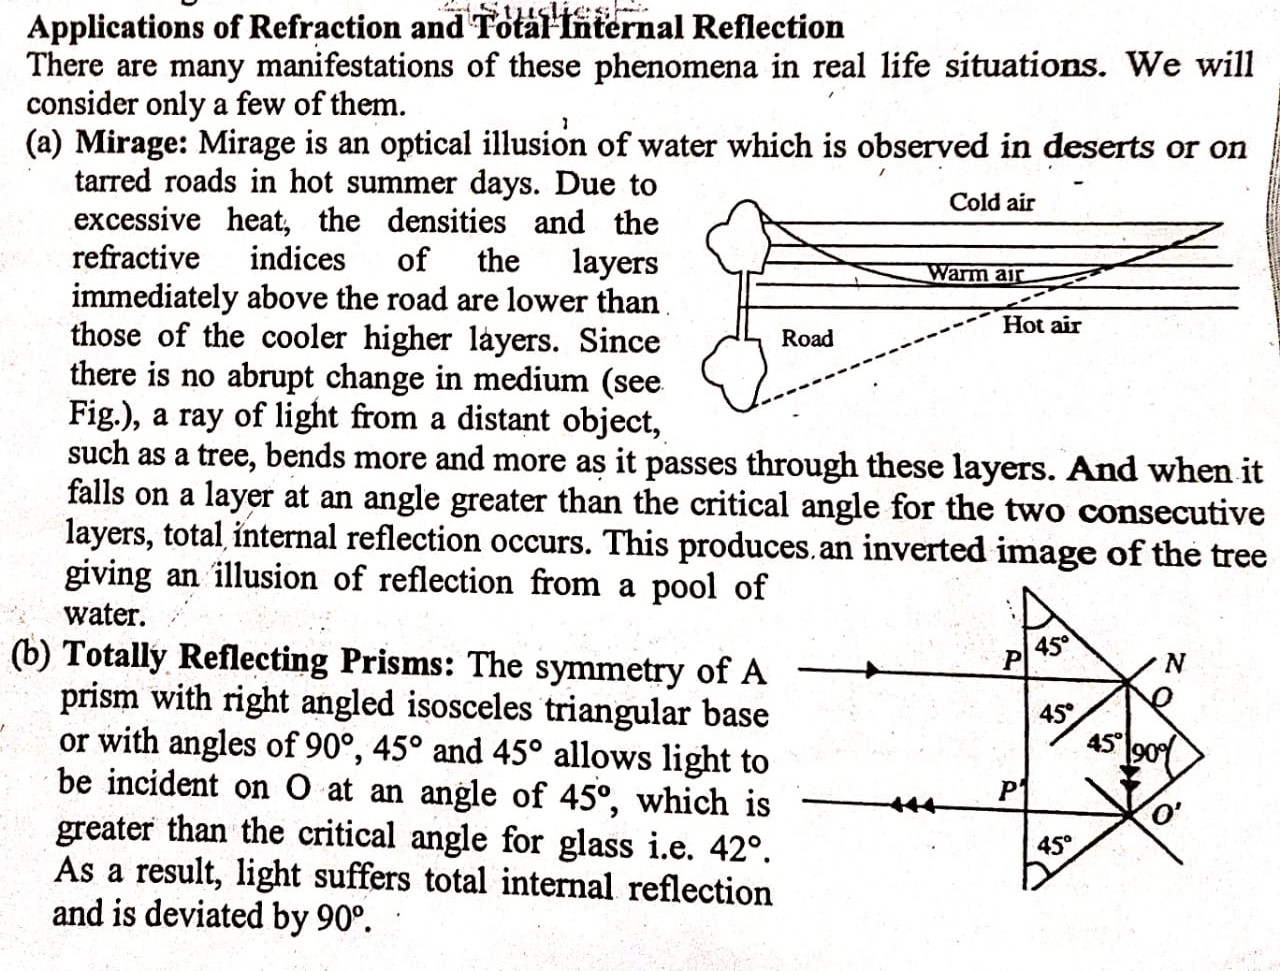 Studies
Applications of Refraction and Total Internal Reflection
There are many manifestations of these phenomena in real life situations. We will
consider only a few of them.
(a) Mirage: Mirage is an optical illusion of water which is observed in deserts or on
tarred roads in hot summer days. Due to
excessive heat, the densities and the
refractive indices of the layers
immediately above the road are lower than
those of the cooler higher layers. Since
there is no abrupt change in medium (see
Fig.), a ray of light from a distant object,
Cold air
Warm air
Hot air
Road
such as a tree, bends more and more as it passes through these layers. And when it
falls on a layer at an angle greater than the critical angle for the two consecutive
layers, total internal reflection occurs. This produces an inverted image of the tree
giving an illusion of reflection from a pool of
water.
(b) Totally Reflecting Prisms: The symmetry of A
prism with right angled isosceles triangular base
or with angles of 90°, 45° and 45° allows light to
be incident on O at an angle of 45°, which is
greater than the critical angle for glass i.e. 42°.
As a result, light suffers total internal reflection
and is deviated by 90°.
45°
P
N
O
45°
45°
90°
P'
O'
45°